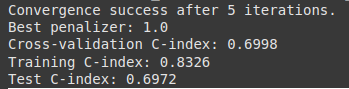 Convergence success after 5 iterations.
Best penalizer: 1.0
Cross-validation C-index: 0.6998
Training C-index: 0.8326
Test C-index: 0.6972